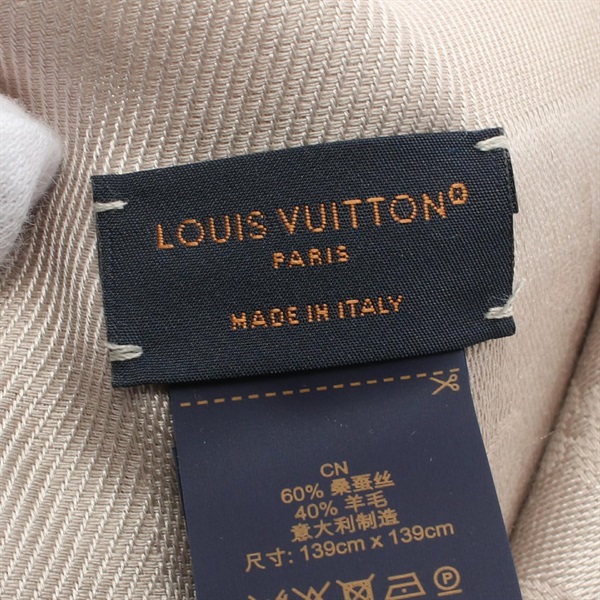 LOUIS VUITTON®
PARIS
MADE IN ITALY
CN
60% 桑蚕丝
40% 羊毛
意大利制造
尺寸: 139cm x 139cm
P